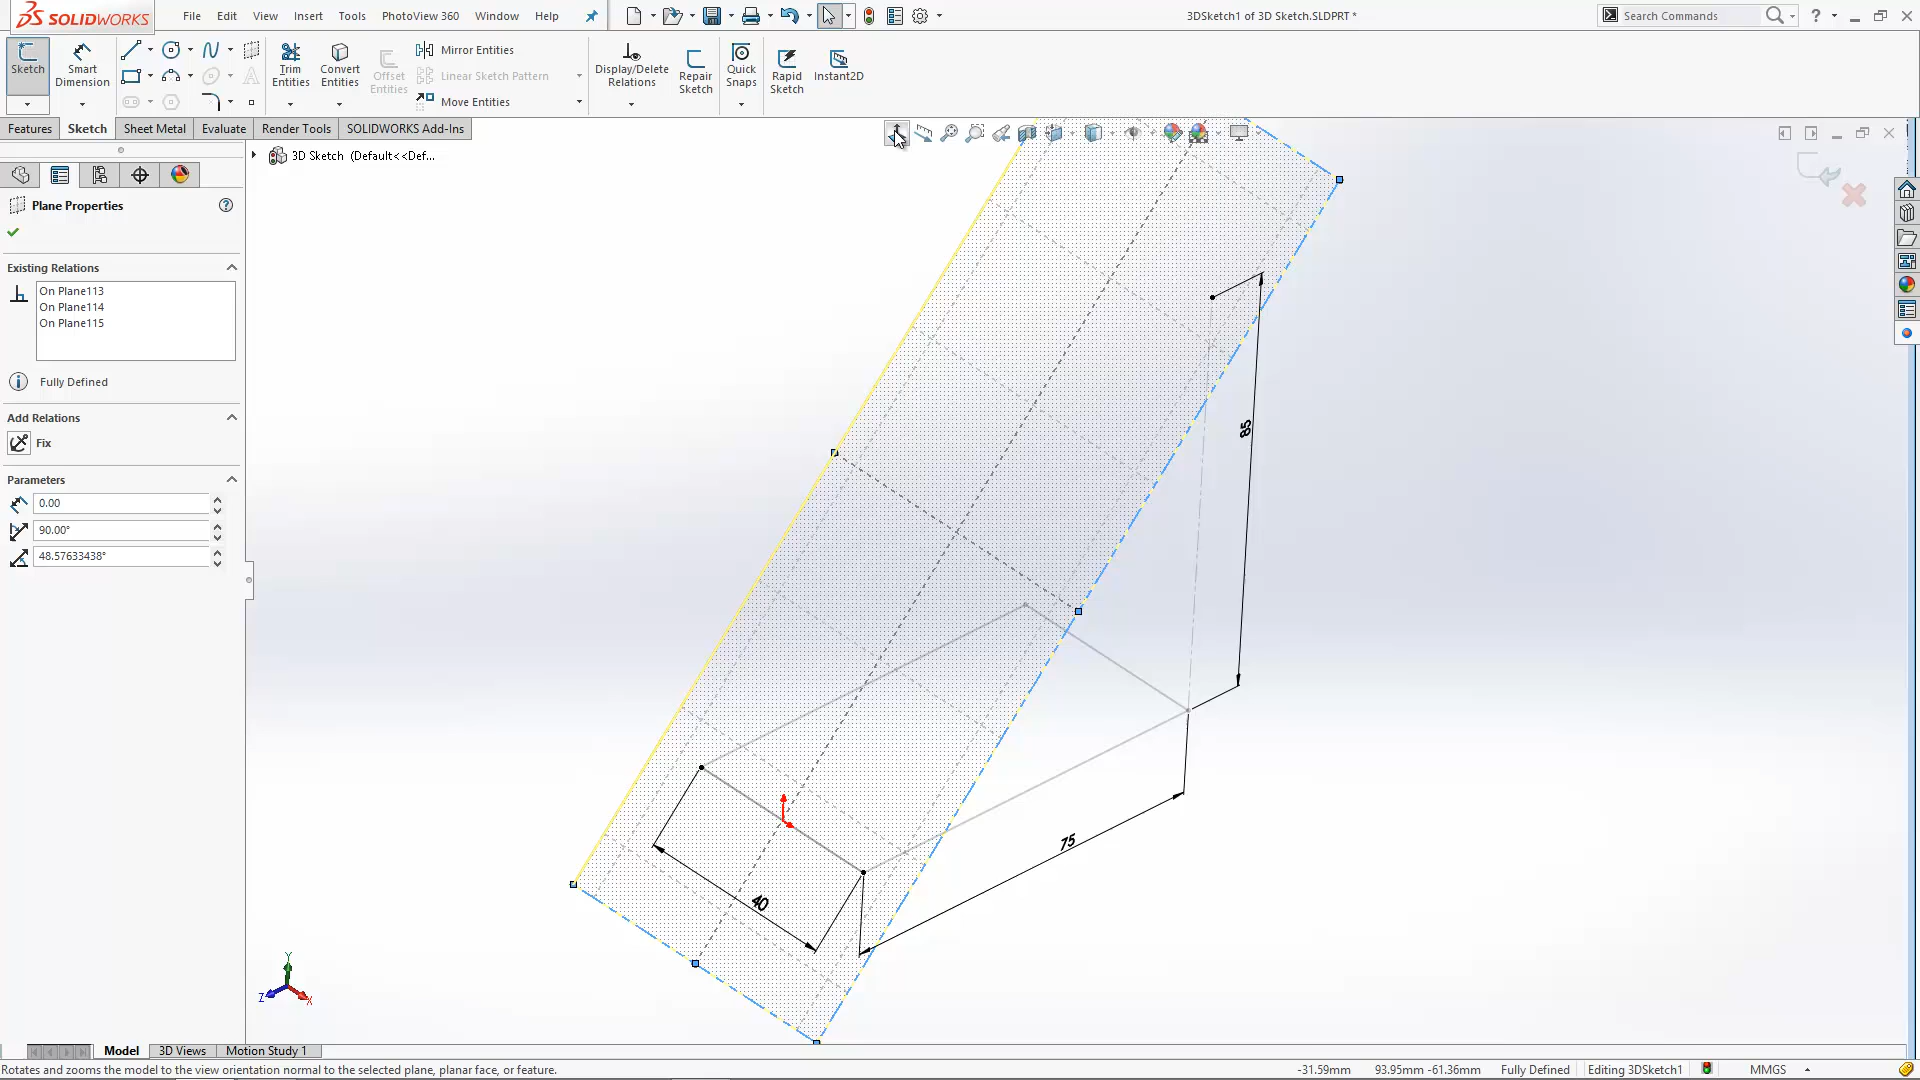 SOLIDWORKS
File Edit View Insert Tools PhotoView 360 Window Help
3DSketch1 of 3D Sketch.SLDPRT *
Search Commands
?
Sketch
Smart Dimension
Trim Entities
Convert Entities
Offset Entities
Mirror Entities
Linear Sketch Pattern
Move Entities
Display/Delete Relations
Repair Sketch
Quick Snaps
Rapid Sketch
Instant2D
Features Sketch Sheet Metal Evaluate Render Tools SOLIDWORKS Add-Ins
3D Sketch (Default<<Def...
Plane Properties
?
Existing Relations
On Plane113
On Plane114
On Plane115
Fully Defined
Add Relations
Fix
Parameters
0.00
90.00°
48.57633438°
85
75
40
Y
Z
X
Model 3D Views Motion Study 1
Rotates and zooms the model to the view orientation normal to the selected plane, planar face, or feature.
-31.59mm 93.95mm -61.36mm Fully Defined Editing 3DSketch1 MMGS